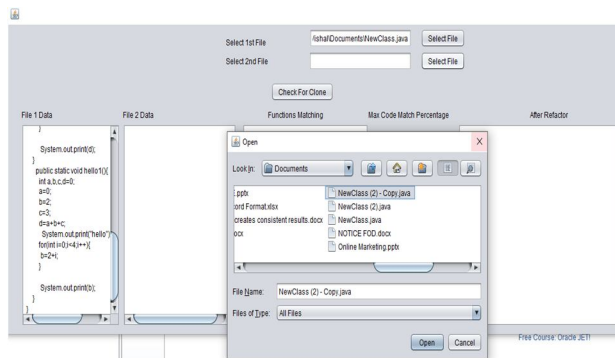 Select 1st File
/ishal\Documents\NewClass.java
Select File
Select 2nd File
Select File
Check For Clone
File 1 Data
File 2 Data
Functions Matching
Max Code Match Percentage
After Refactor
}
System.out.print(d);
}
public static void hello1(){
int a,b,c,d=0;
a=0;
b=2;
c=3;
d=a+b+c;
System.out.print("hello")
for(int i=0;i<4;i++){
b=2+i;
}
System.out.print(b);
}
}
Open
Look In:
Documents
.pptx
ord Format.xlsx
creates consistent results.docx
ocx
NewClass (2) - Copy.java
NewClass (2).java
NewClass.java
NOTICE FOD.docx
Online Marketing.pptx
File Name:
NewClass (2) - Copy.java
Files of Type:
All Files
Open
Cancel
Free Course: Oracle JET!